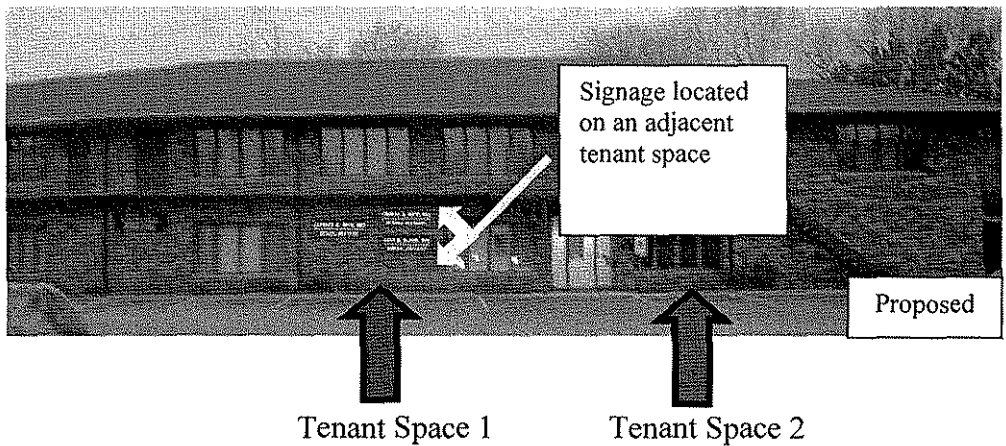 Signage located
on an adjacent
tenant space
Proposed
Tenant Space 1
Tenant Space 2